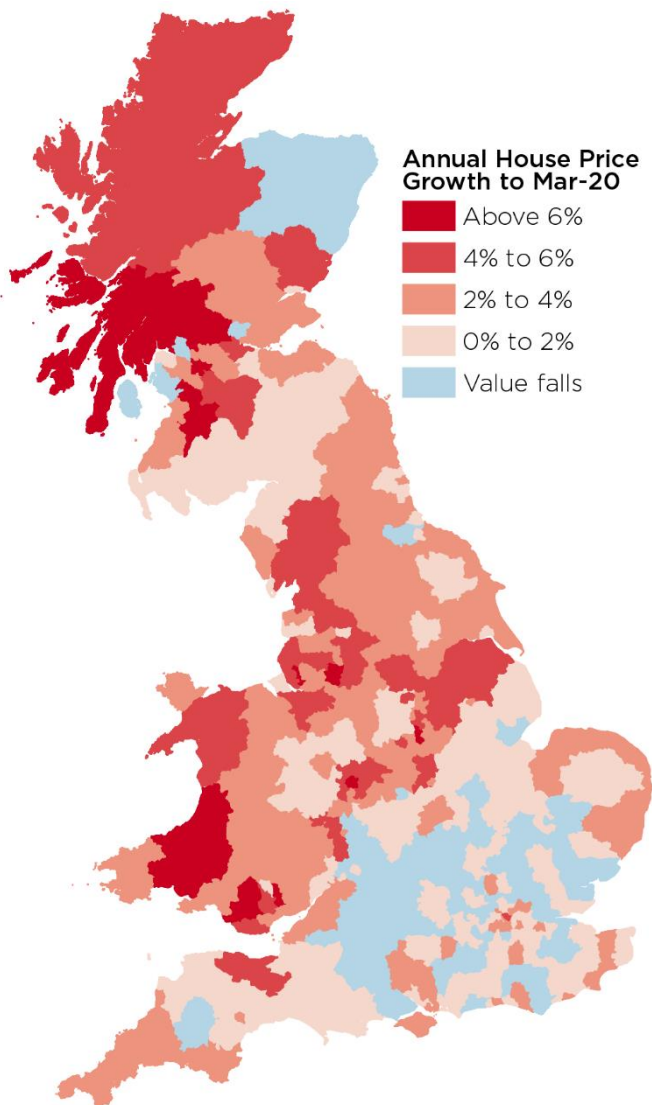 Annual House Price
Growth to Mar-20
Above 6%
4% to 6%
2% to 4%
0% to 2%
Value falls